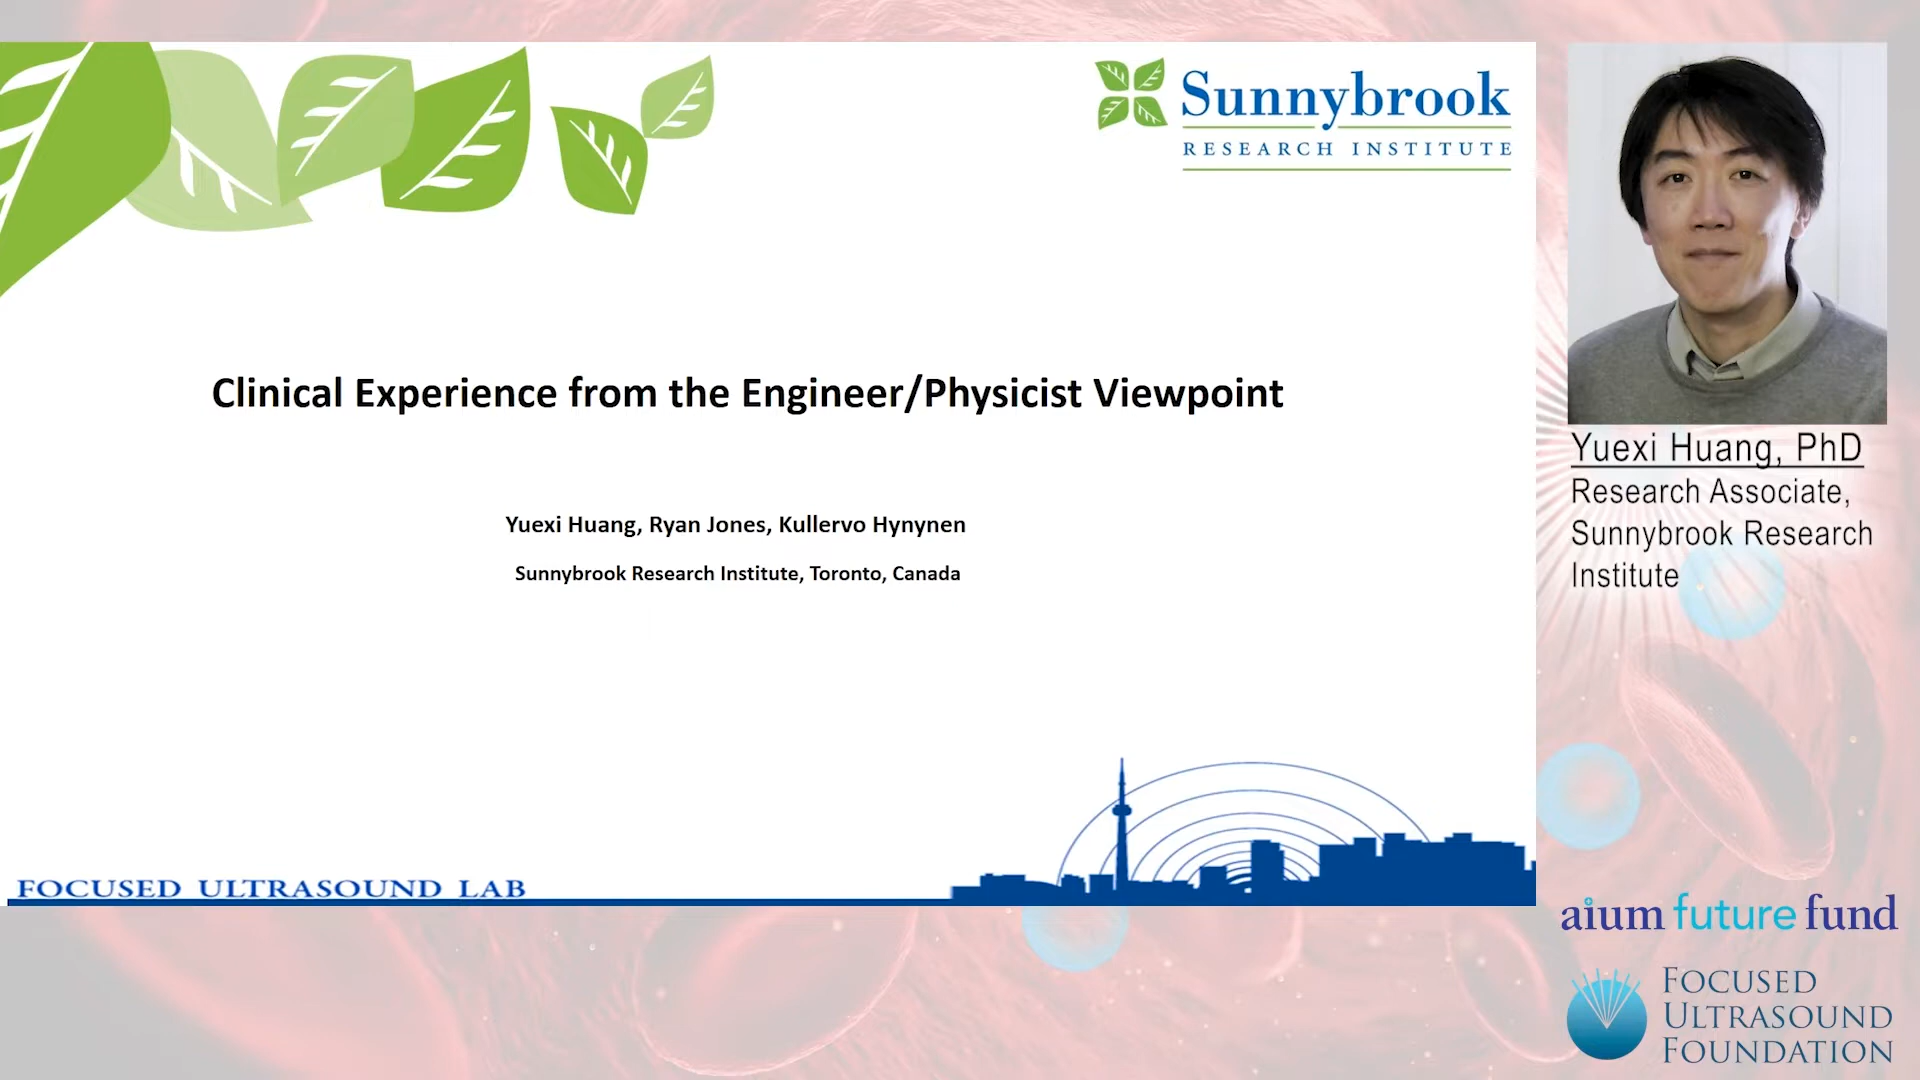 Sunnybrook
RESEARCH INSTITUTE
Clinical Experience from the Engineer/Physicist Viewpoint
Yuexi Huang, Ryan Jones, Kullervo Hynynen
Sunnybrook Research Institute, Toronto, Canada
FOCUSED ULTRASOUND LAB
Yuexi Huang, PhD
Research Associate,
Sunnybrook Research
Institute
aium future fund
FOCUSED
ULTRASOUND
FOUNDATION